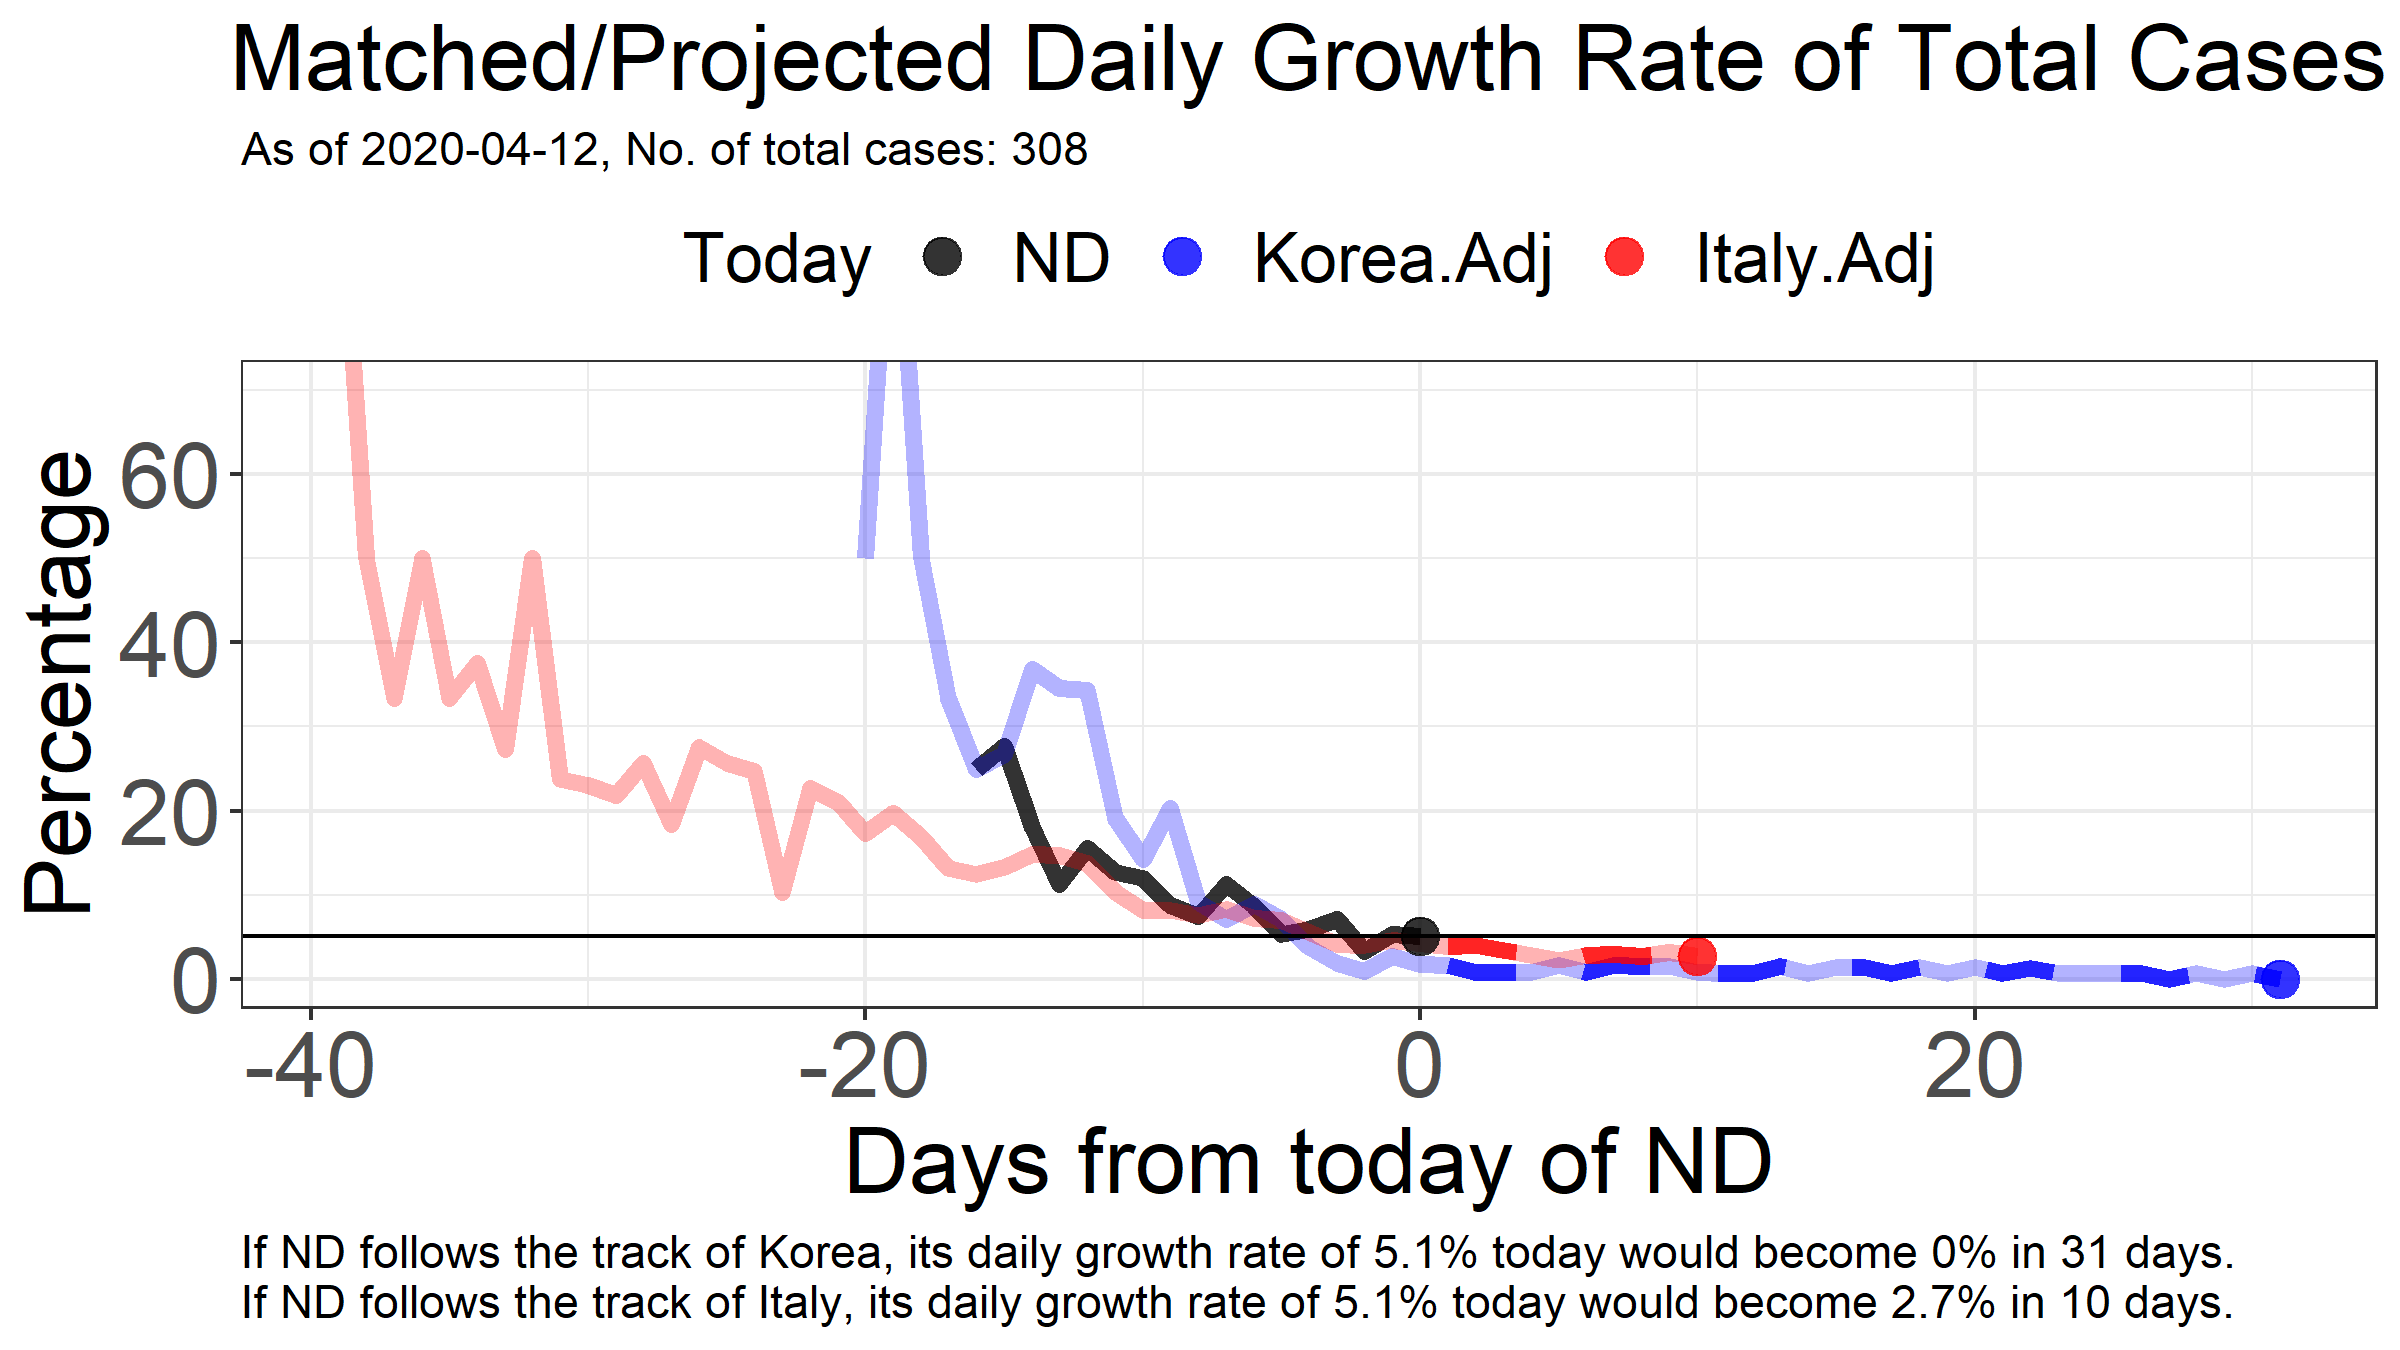 Matched/Projected Daily Growth Rate of Total Cases
As of 2020-04-12, No. of total cases: 308
Today ND Korea.Adj Italy.Adj
Percentage
60
40
20
0
-40 -20 0 20
Days from today of ND
If ND follows the track of Korea, its daily growth rate of 5.1% today would become 0% in 31 days.
If ND follows the track of Italy, its daily growth rate of 5.1% today would become 2.7% in 10 days.